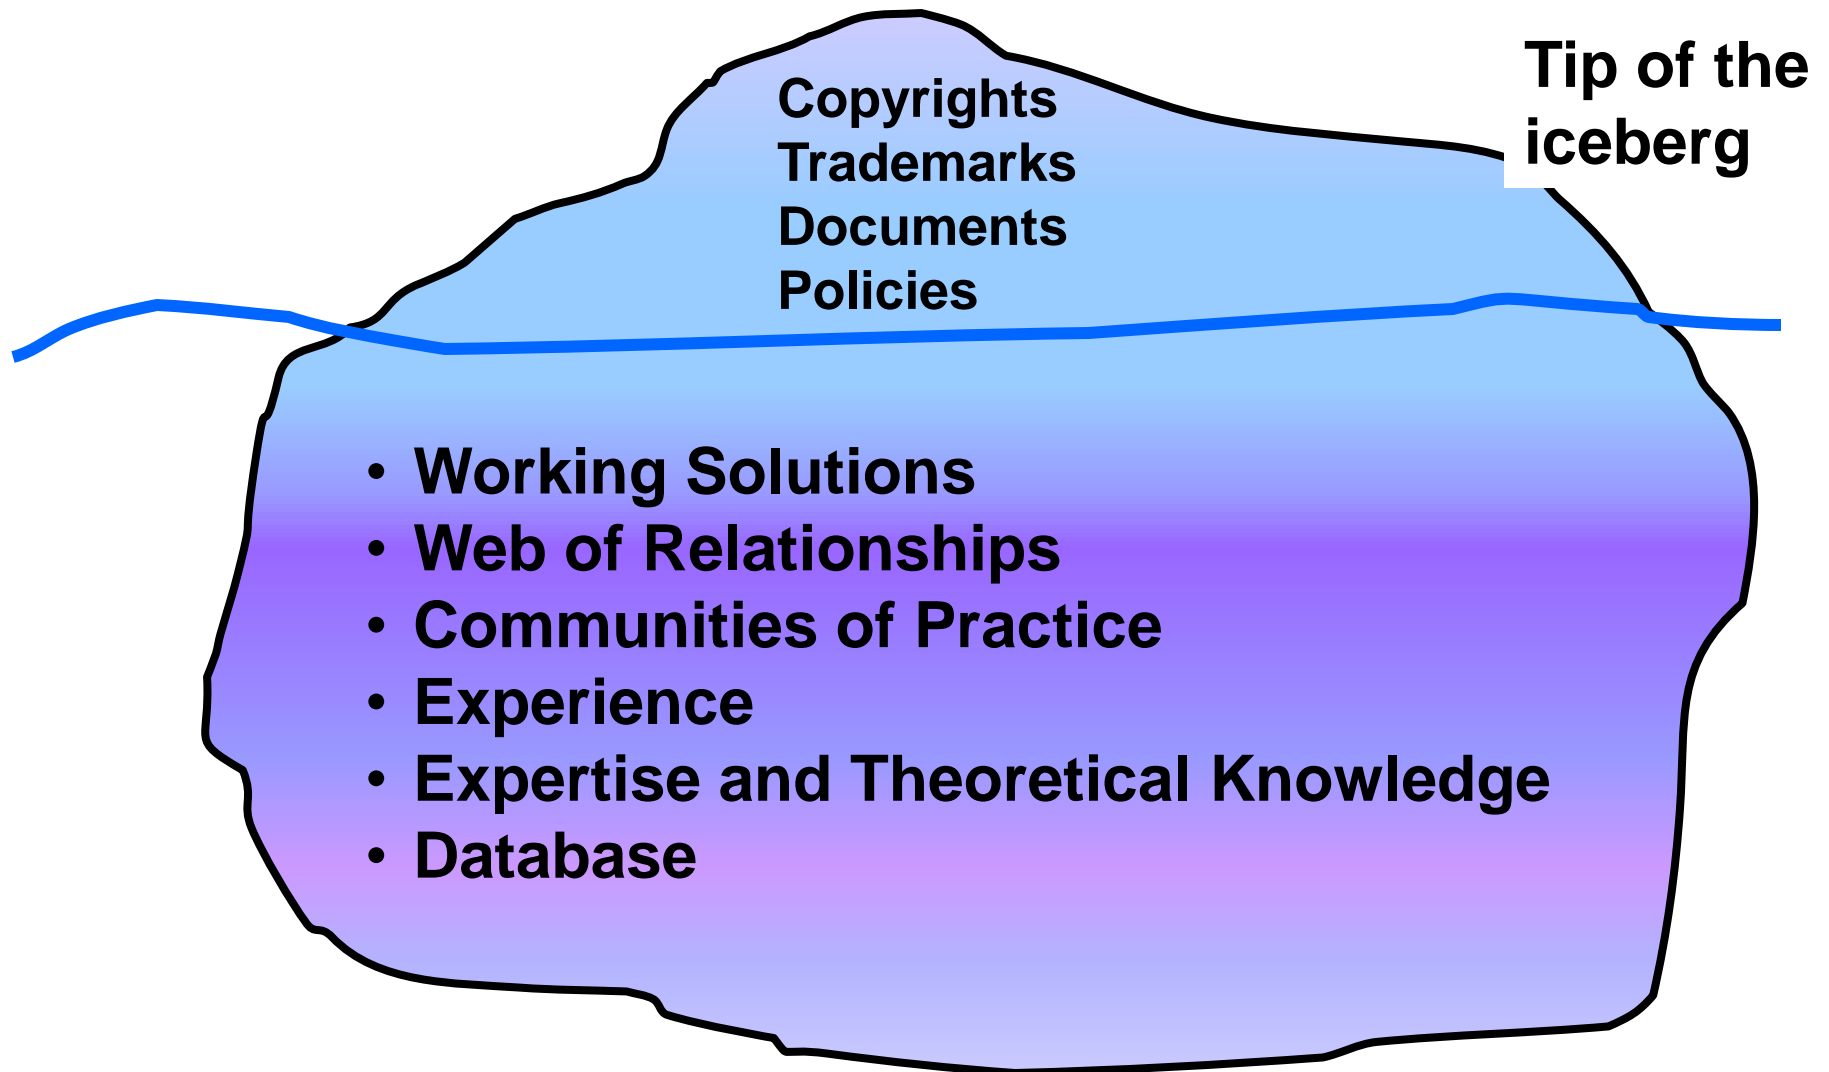 Tip of the
iceberg
Copyrights
Trademarks
Documents
Policies
• Working Solutions
• Web of Relationships
• Communities of Practice
• Experience
• Expertise and Theoretical Knowledge
• Database